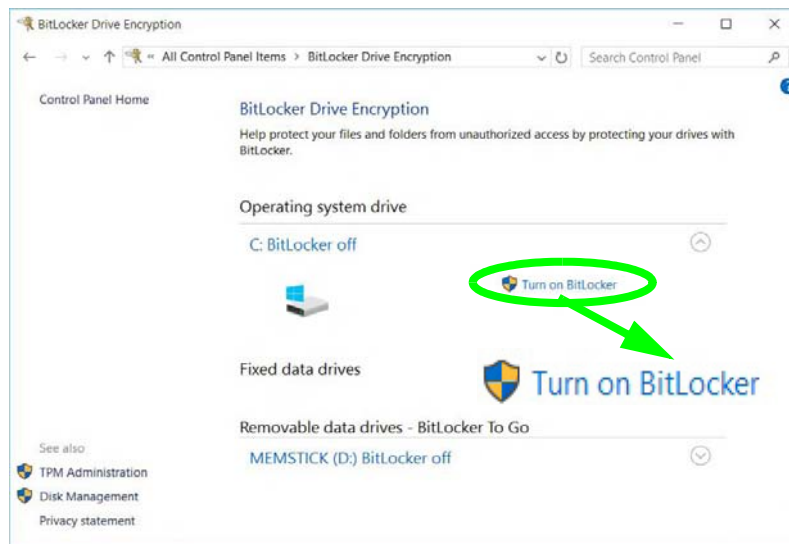 BitLocker Drive Encryption
« All Control Panel Items > BitLocker Drive Encryption
Search Control Panel
?
Control Panel Home
BitLocker Drive Encryption
Help protect your files and folders from unauthorized access by protecting your drives with
BitLocker.
Operating system drive
C: BitLocker off
Turn on BitLocker
Fixed data drives
Turn on BitLocker
Removable data drives - BitLocker To Go
MEMSTICK (D:) BitLocker off
See also
TPM Administration
Disk Management
Privacy statement